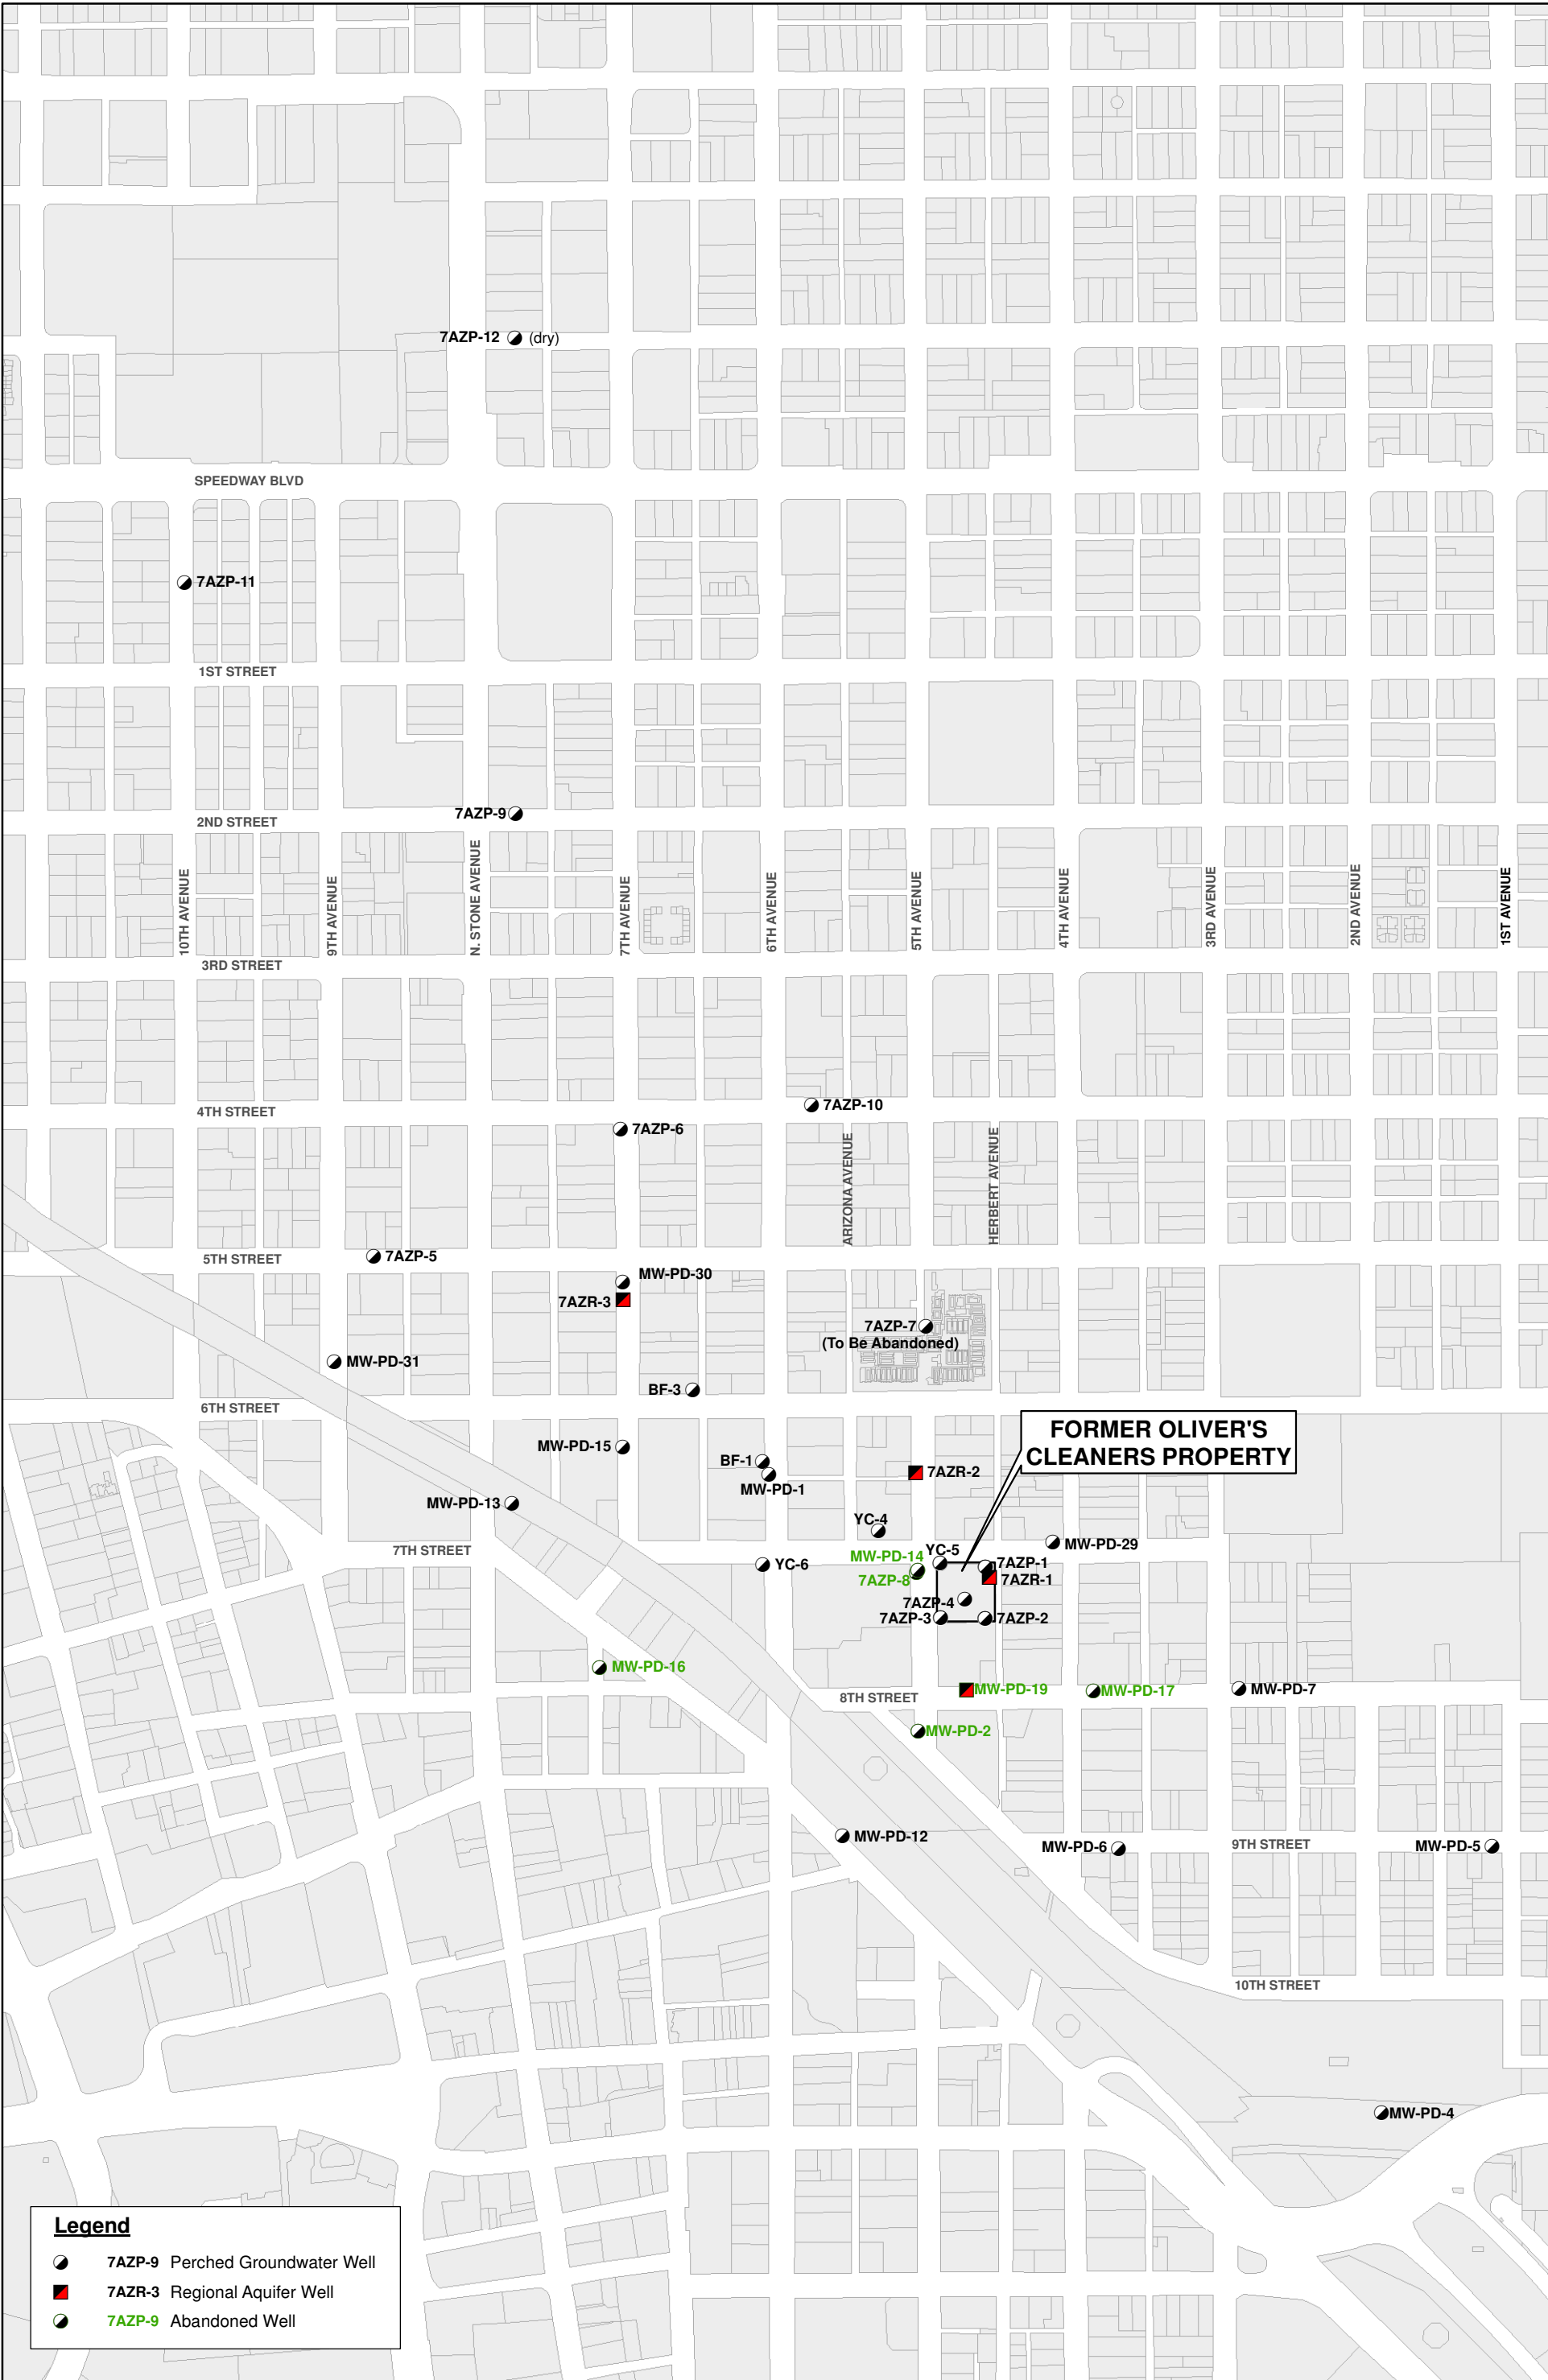 7AZP-12 (dry)
SPEEDWAY BLVD
7AZP-11
1ST STREET
7AZP-9
2ND STREET
10TH AVENUE
9TH AVENUE
N. STONE AVENUE
7TH AVENUE
6TH AVENUE
5TH AVENUE
4TH AVENUE
3RD AVENUE
2ND AVENUE
1ST AVENUE
3RD STREET
7AZP-10
4TH STREET
7AZP-6
ARIZONA AVENUE
HERBERT AVENUE
7AZP-5
5TH STREET
MW-PD-30
7AZR-3
7AZP-7
(To Be Abandoned)
MW-PD-31
BF-3
6TH STREET
FORMER OLIVER'S
CLEANERS PROPERTY
MW-PD-15
BF-1
7AZR-2
MW-PD-1
MW-PD-13
YC-4
MW-PD-29
7TH STREET
YC-5
MW-PD-14
YC-6
7AZP-1
7AZP-8
7AZR-1
7AZP-4
7AZP-3
7AZP-2
MW-PD-16
MW-PD-19
MW-PD-17
MW-PD-7
8TH STREET
MW-PD-2
MW-PD-12
MW-PD-6
9TH STREET
MW-PD-5
10TH STREET
MW-PD-4
Legend
7AZP-9 Perched Groundwater Well
7AZR-3 Regional Aquifer Well
7AZP-9 Abandoned Well